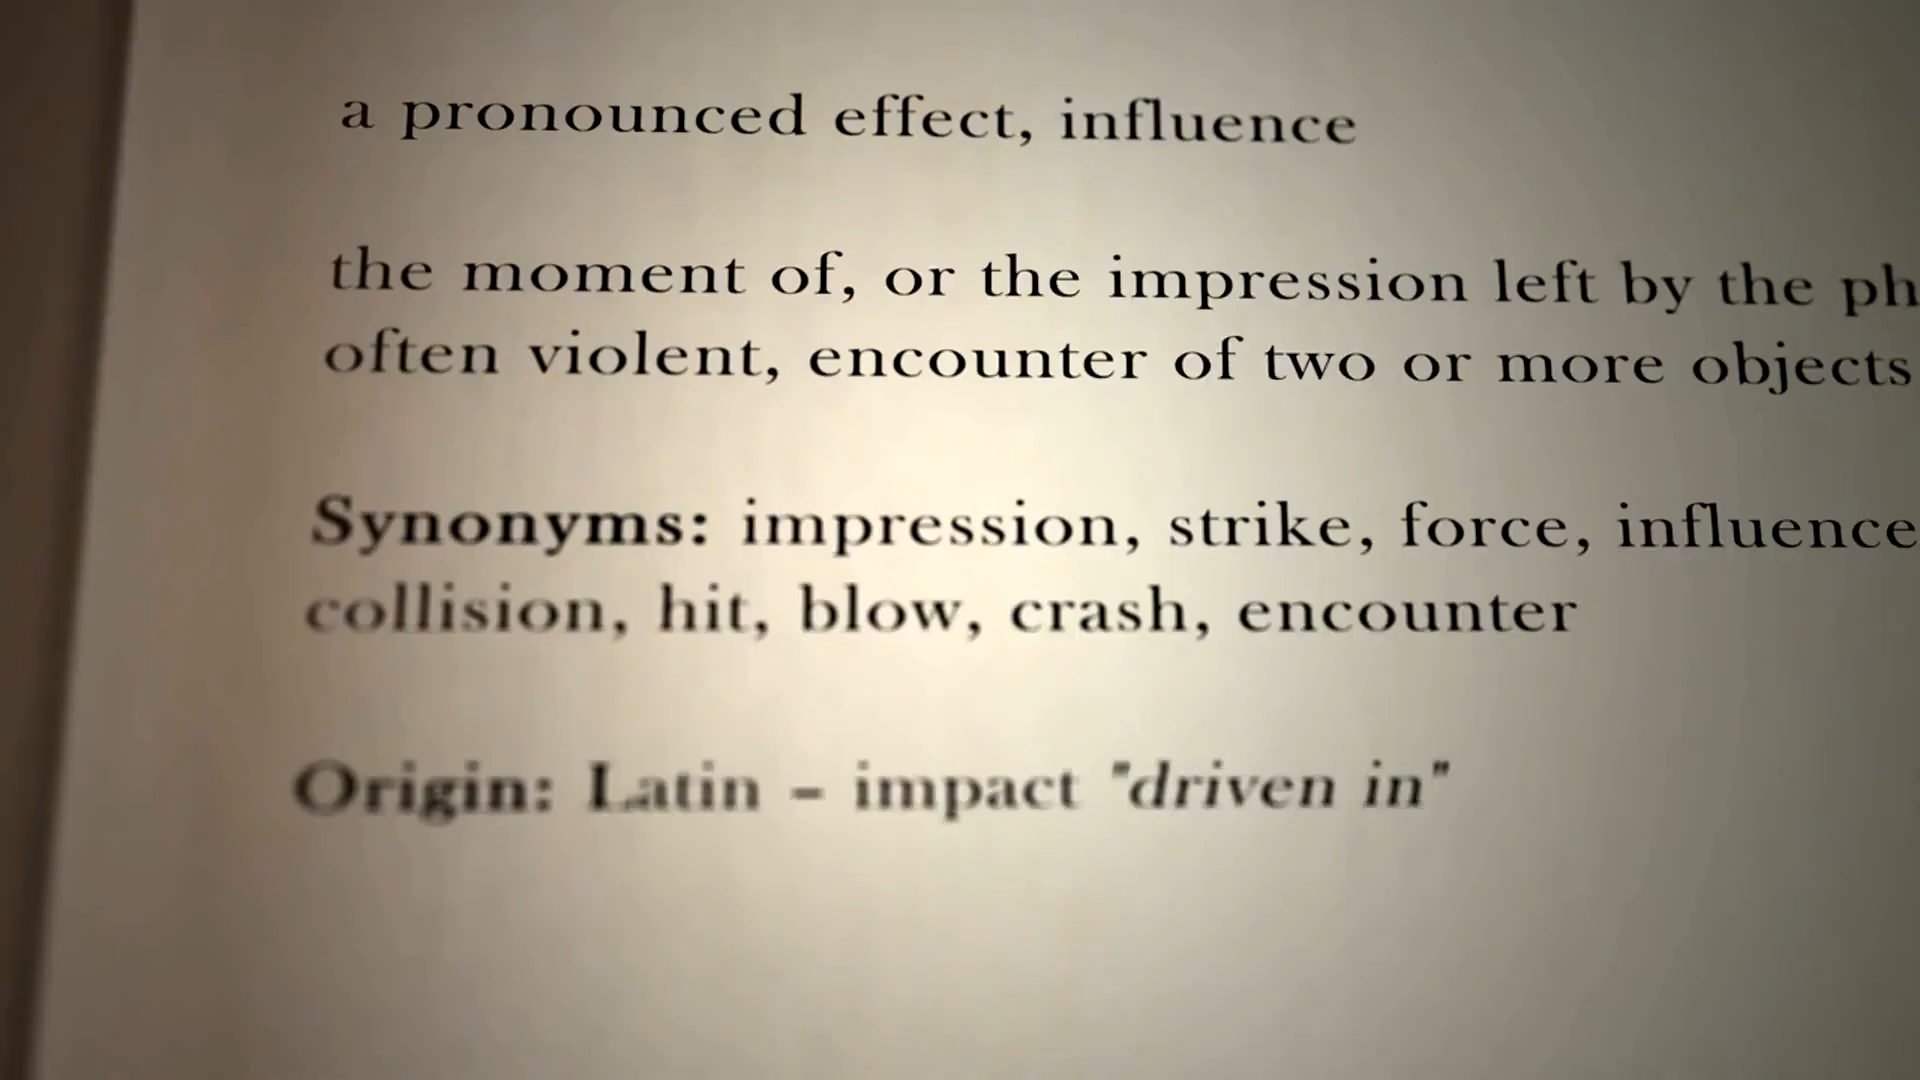 a pronounced effect, influence
the moment of, or the impression left by the ph
often violent, encounter of two or more objects
Synonyms: impression, strike, force, influence
collision, hit, blow, crash, encounter
Origin: Latin – impact "driven in"